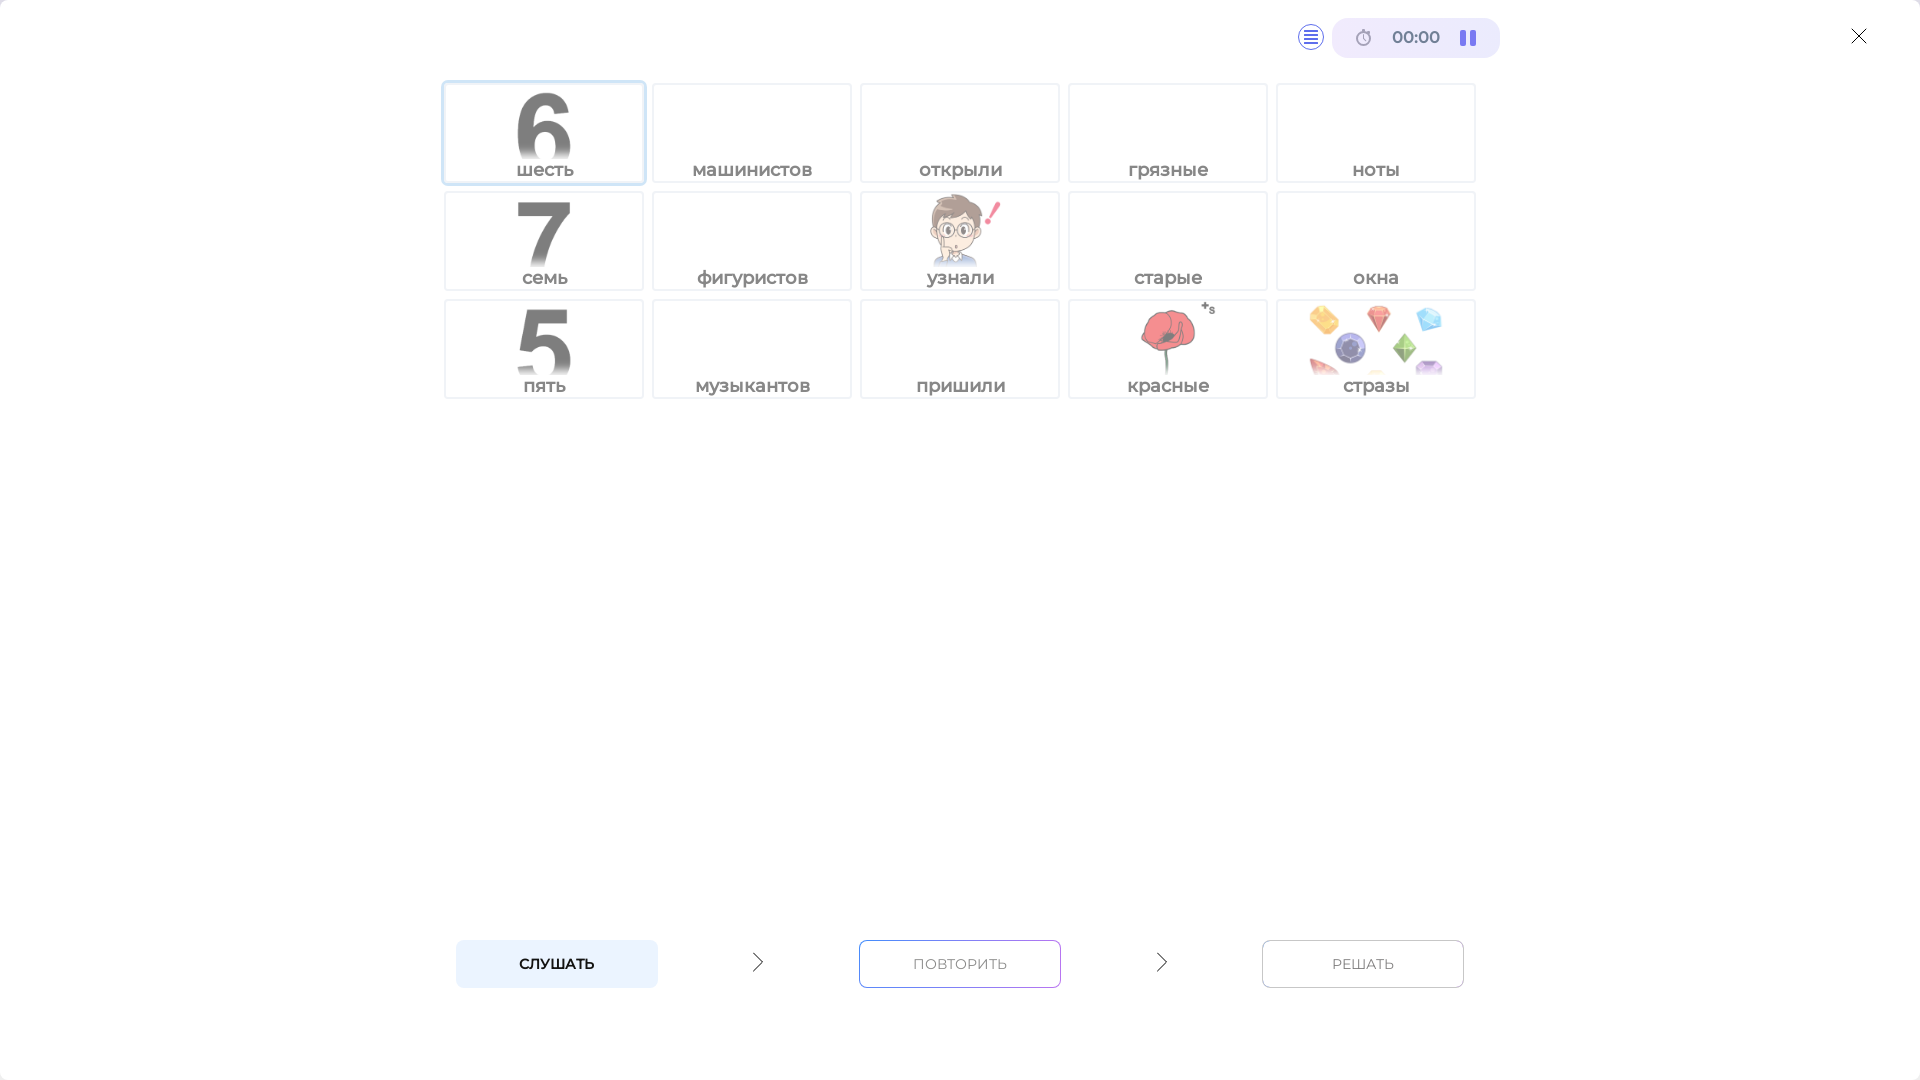 00:00
6 7 5
шесть машинистов открыли грязные ноты
семь фигуристов узнали старые окна
+s
пять музыкантов пришили красные стразы
СЛУШАТЬ ПОВТОРИТЬ РЕШАТЬ